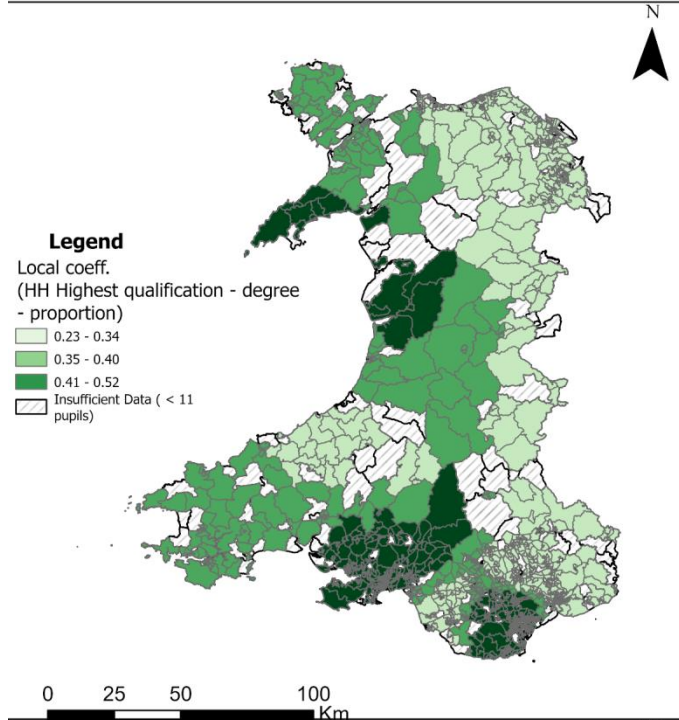 N
Legend
Local coeff.
(HH Highest qualification - degree
- proportion)
0.23 - 0.34
0.35 - 0.40
0.41 - 0.52
Insufficient Data ( < 11
pupils)
0 25 50 100
Km